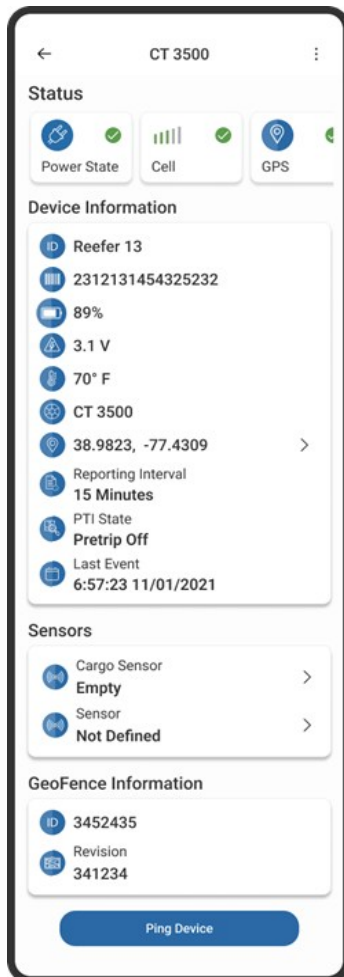 CT 3500
Status
Power State
Cell
GPS
Device Information
ID Reefer 13
2312131454325232
89%
3.1 V
70° F
CT 3500
38.9823, -77.4309
Reporting Interval
15 Minutes
PTI State
Pretrip Off
Last Event
6:57:23 11/01/2021
Sensors
Cargo Sensor
Empty
Sensor
Not Defined
GeoFence Information
ID 3452435
Revision
341234
Ping Device